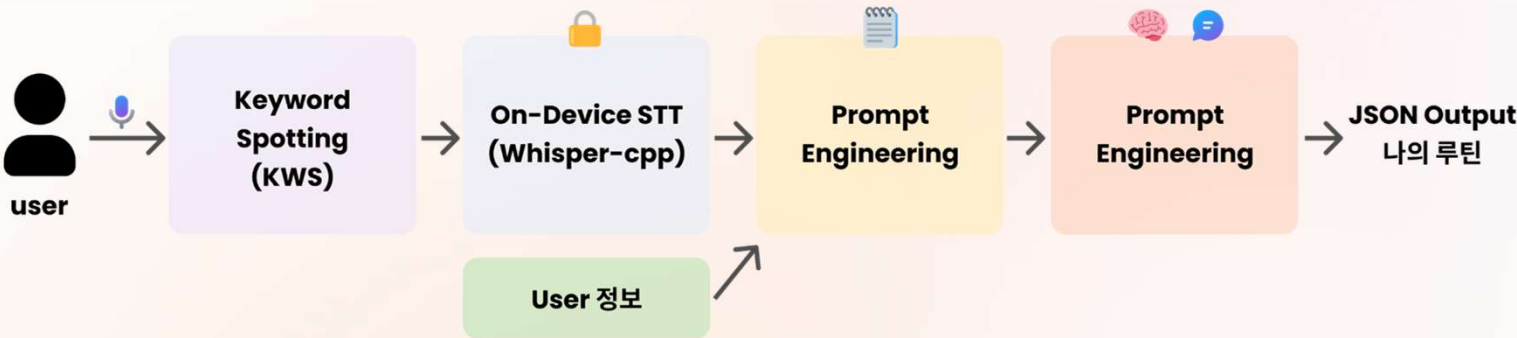 user
Keyword
Spotting
(KWS)
On-Device STT
(Whisper-cpp)
User 정보
Prompt
Engineering
Prompt
Engineering
JSON Output
나의 루틴